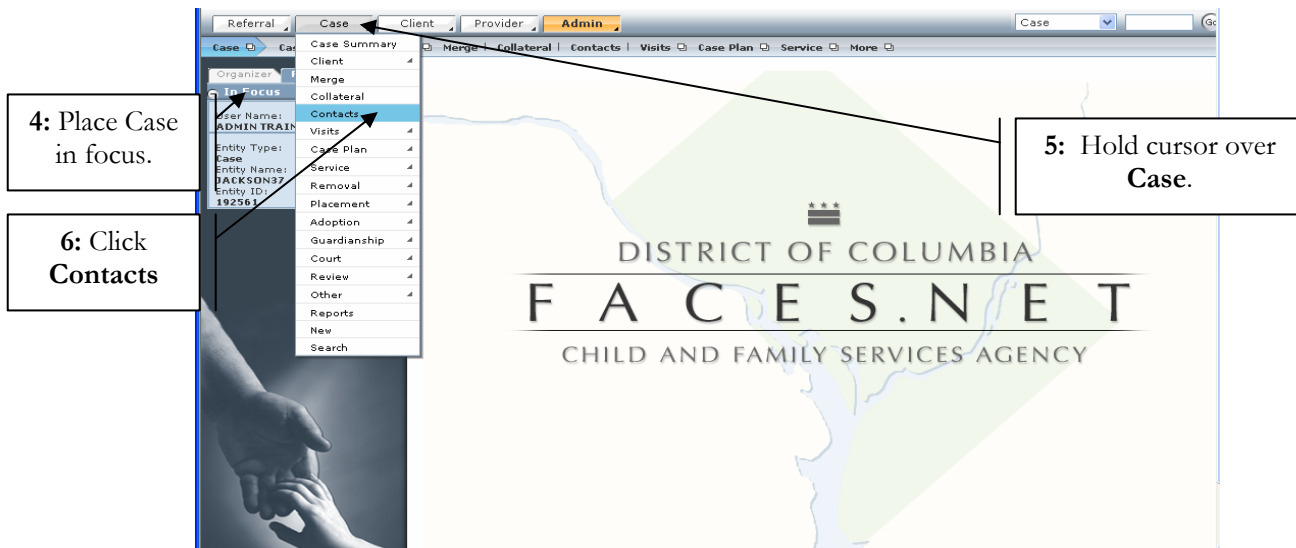 Referral Case Client Provider Admin Case
Case Merge | Collateral | Contacts | Visits Case Plan Service More
Case Summary
Client
Merge
Collateral
Contacts
Visits
Case Plan
Service
Removal
Placement
Adoption
Guardianship
Court
Review
Other
Reports
New
Search
Organizer
In Focus
User Name:
ADMIN TRAIN
Entity Type:
Case
Entity Name:
JACKSON37
Entity ID:
192561
4: Place Case
in focus.
6: Click
Contacts
5: Hold cursor over
Case.
DISTRICT OF COLUMBIA
FACES.NET
CHILD AND FAMILY SERVICES AGENCY